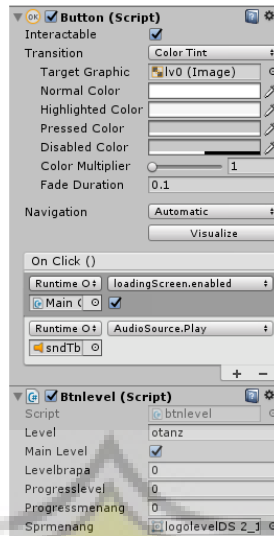 Button (Script)
Interactable
Transition Color Tint
Target Graphic lv0 (Image)
Normal Color
Highlighted Color
Pressed Color
Disabled Color
Color Multiplier 1
Fade Duration 0.1
Navigation Automatic
Visualize
On Click ()
Runtime O loadingScreen.enabled
Main
Runtime O AudioSource.Play
sndTb
+ -
Btnlevel (Script)
Script btnlevel
Level otanz
Main Level
Levelbrapa 0
Progresslevel 0
Progressmenang 0
Sprmenang logolevelDS 2_1